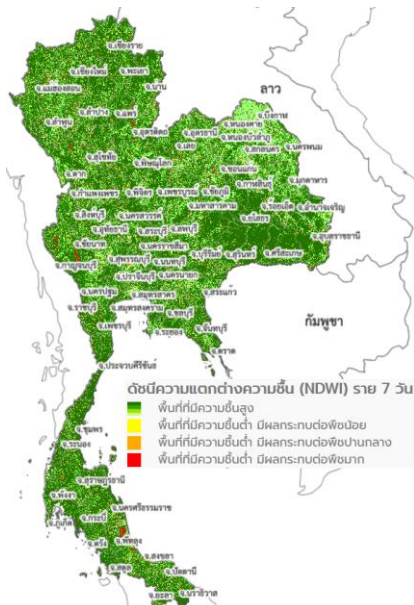 จ.เชียงราย
จ.เชียงใหม่ จ.พะเยา
จ.แม่ฮ่องสอน จ.น่าน
ลาว
จ.ลำปาง จ.แพร่ จ.บึงกาฬ
จ.ลำพูน จ.อุตรดิตถ์ จ.อุดรธานี จ.หนองคาย
จ.เลย จ.หนองบัวลำภู
จ.สุโขทัย จ.พิษณุโลก จ.สกลนคร จ.นครพนม
จ.ตาก จ.ขอนแก่น
จ.กำแพงเพชร จ.พิจิตร จ.เพชรบูรณ์ จ.ชัยภูมิ จ.กาฬสินธุ์ จ.มุกดาหาร
จ.มหาสารคาม จ.ร้อยเอ็ด จ.อำนาจเจริญ
จ.สิงห์บุรี จ.นครสวรรค์ จ.ยโสธร
จ.อุทัยธานี จ.สระบุรี จ.ลพบุรี
จ.ชัยนาท จ.นครราชสีมา จ.อุบลราชธานี
จ.สุพรรณบุรี จ.นนทบุรี จ.บุรีรัมย์ จ.สุรินทร์ จ.ศรีสะเกษ
จ.กาญจนบุรี จ.ปราจีนบุรี จ.นครนายก
จ.นครปฐม จ.สมุทรสาคร จ.สระแก้ว
จ.ราชบุรี จ.สมุทรสงคราม จ.ชลบุรี
จ.เพชรบุรี จ.ระยอง จ.จันทบุรี
กัมพูชา
จ.ตราด
จ.ประจวบคีรีขันธ์
ดัชนีความแตกต่างความชื้น (NDWI) ราย 7 วัน
พื้นที่ที่มีความชื้นสูง
พื้นที่ที่มีความชื้นต่ำ มีผลกระทบต่อพืชน้อย
พื้นที่ที่มีความชื้นต่ำ มีผลกระทบต่อพืชปานกลาง
พื้นที่ที่มีความชื้นต่ำ มีผลกระทบต่อพืชมาก
จ.ชุมพร
จ.ระนอง
จ.สุราษฎร์ธานี
จ.พังงา จ.นครศรีธรรมราช
จ.ภูเก็ต จ.กระบี่
จ.ตรัง จ.พัทลุง
จ.สงขลา
จ.สตูล จ.ปัตตานี
จ.ยะลา จ.นราธิวาส